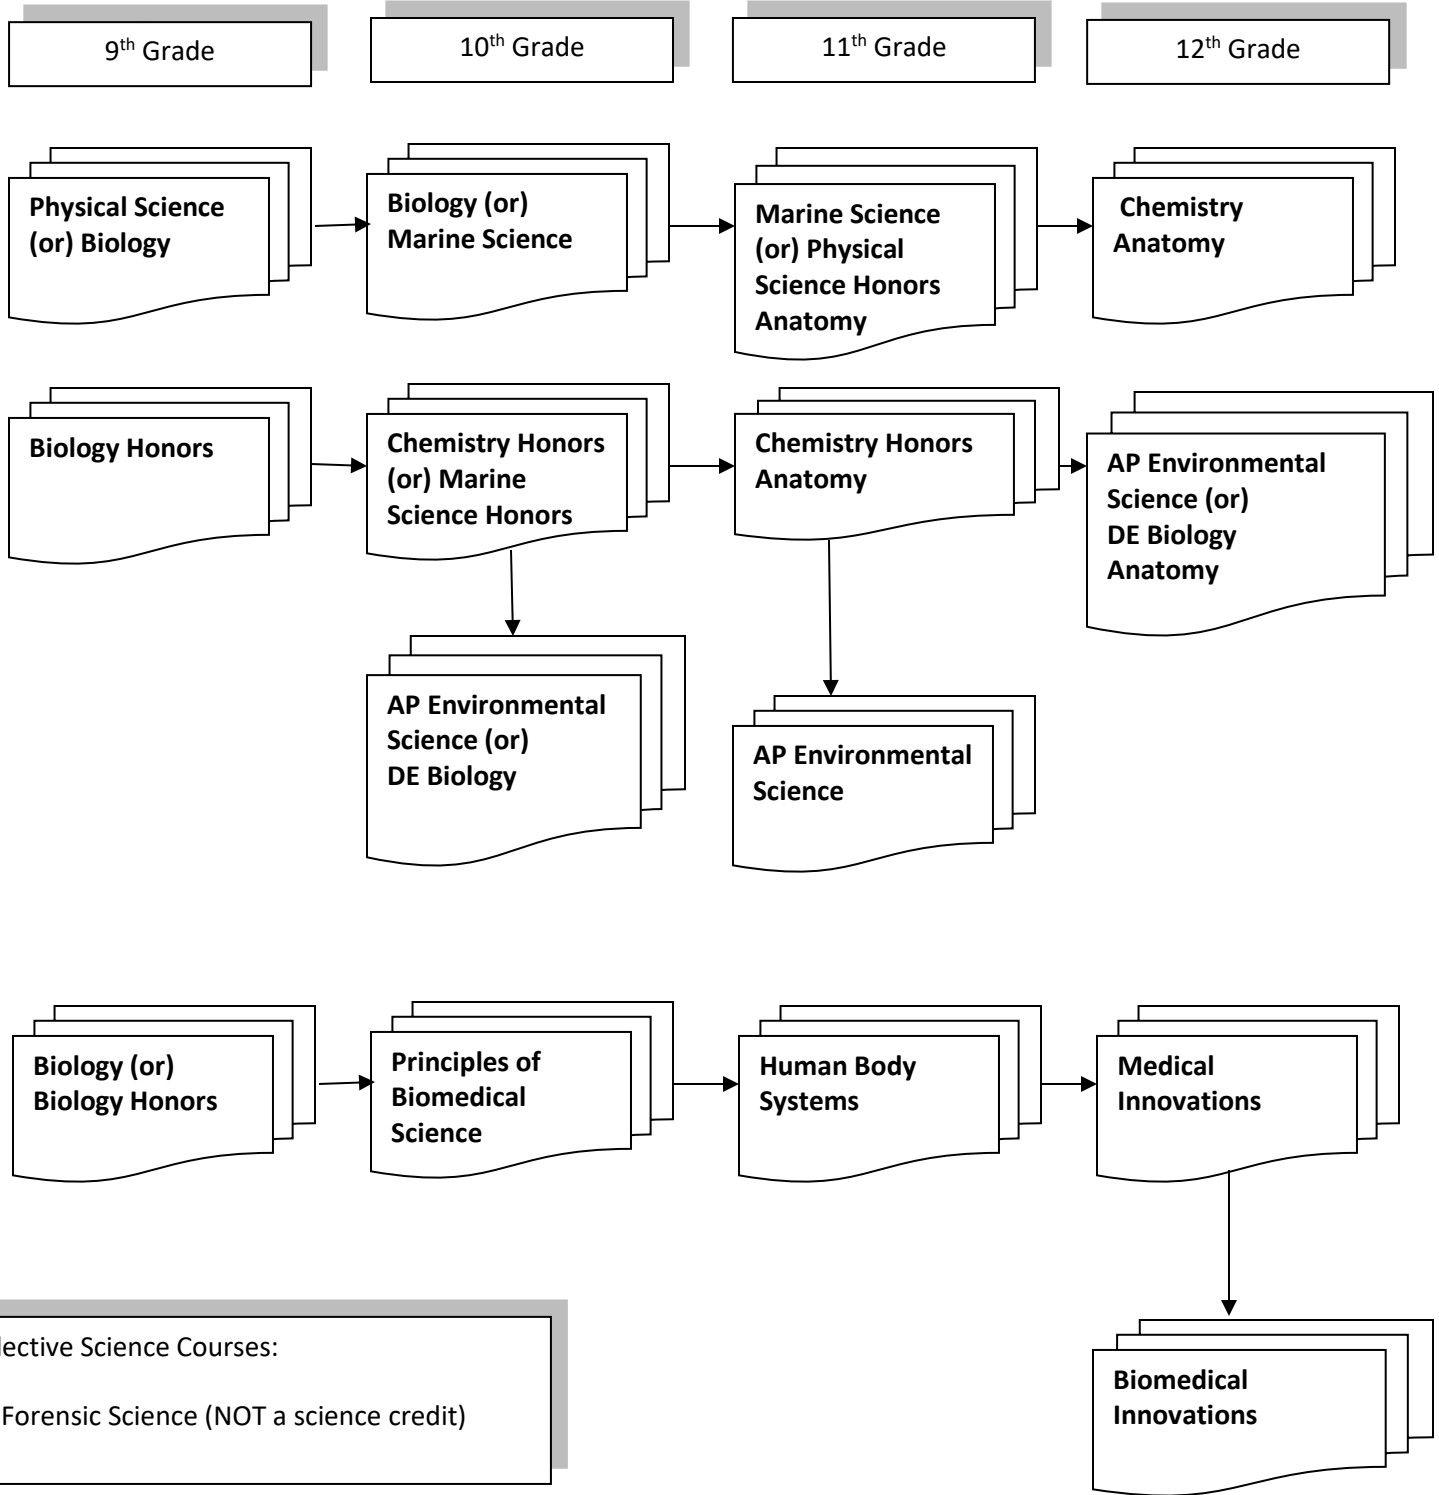 9th Grade
10th Grade
11th Grade
12th Grade
Physical Science
(or) Biology
Biology (or)
Marine Science
Marine Science
(or) Physical
Science Honors
Anatomy
Chemistry
Anatomy
Biology Honors
Chemistry Honors
(or) Marine
Science Honors
Chemistry Honors
Anatomy
AP Environmental
Science (or)
DE Biology
Anatomy
AP Environmental
Science (or)
DE Biology
AP Environmental
Science
Biology (or)
Biology Honors
Principles of
Biomedical
Science
Human Body
Systems
Medical
Innovations
Biomedical
Innovations
lective Science Courses:
Forensic Science (NOT a science credit)